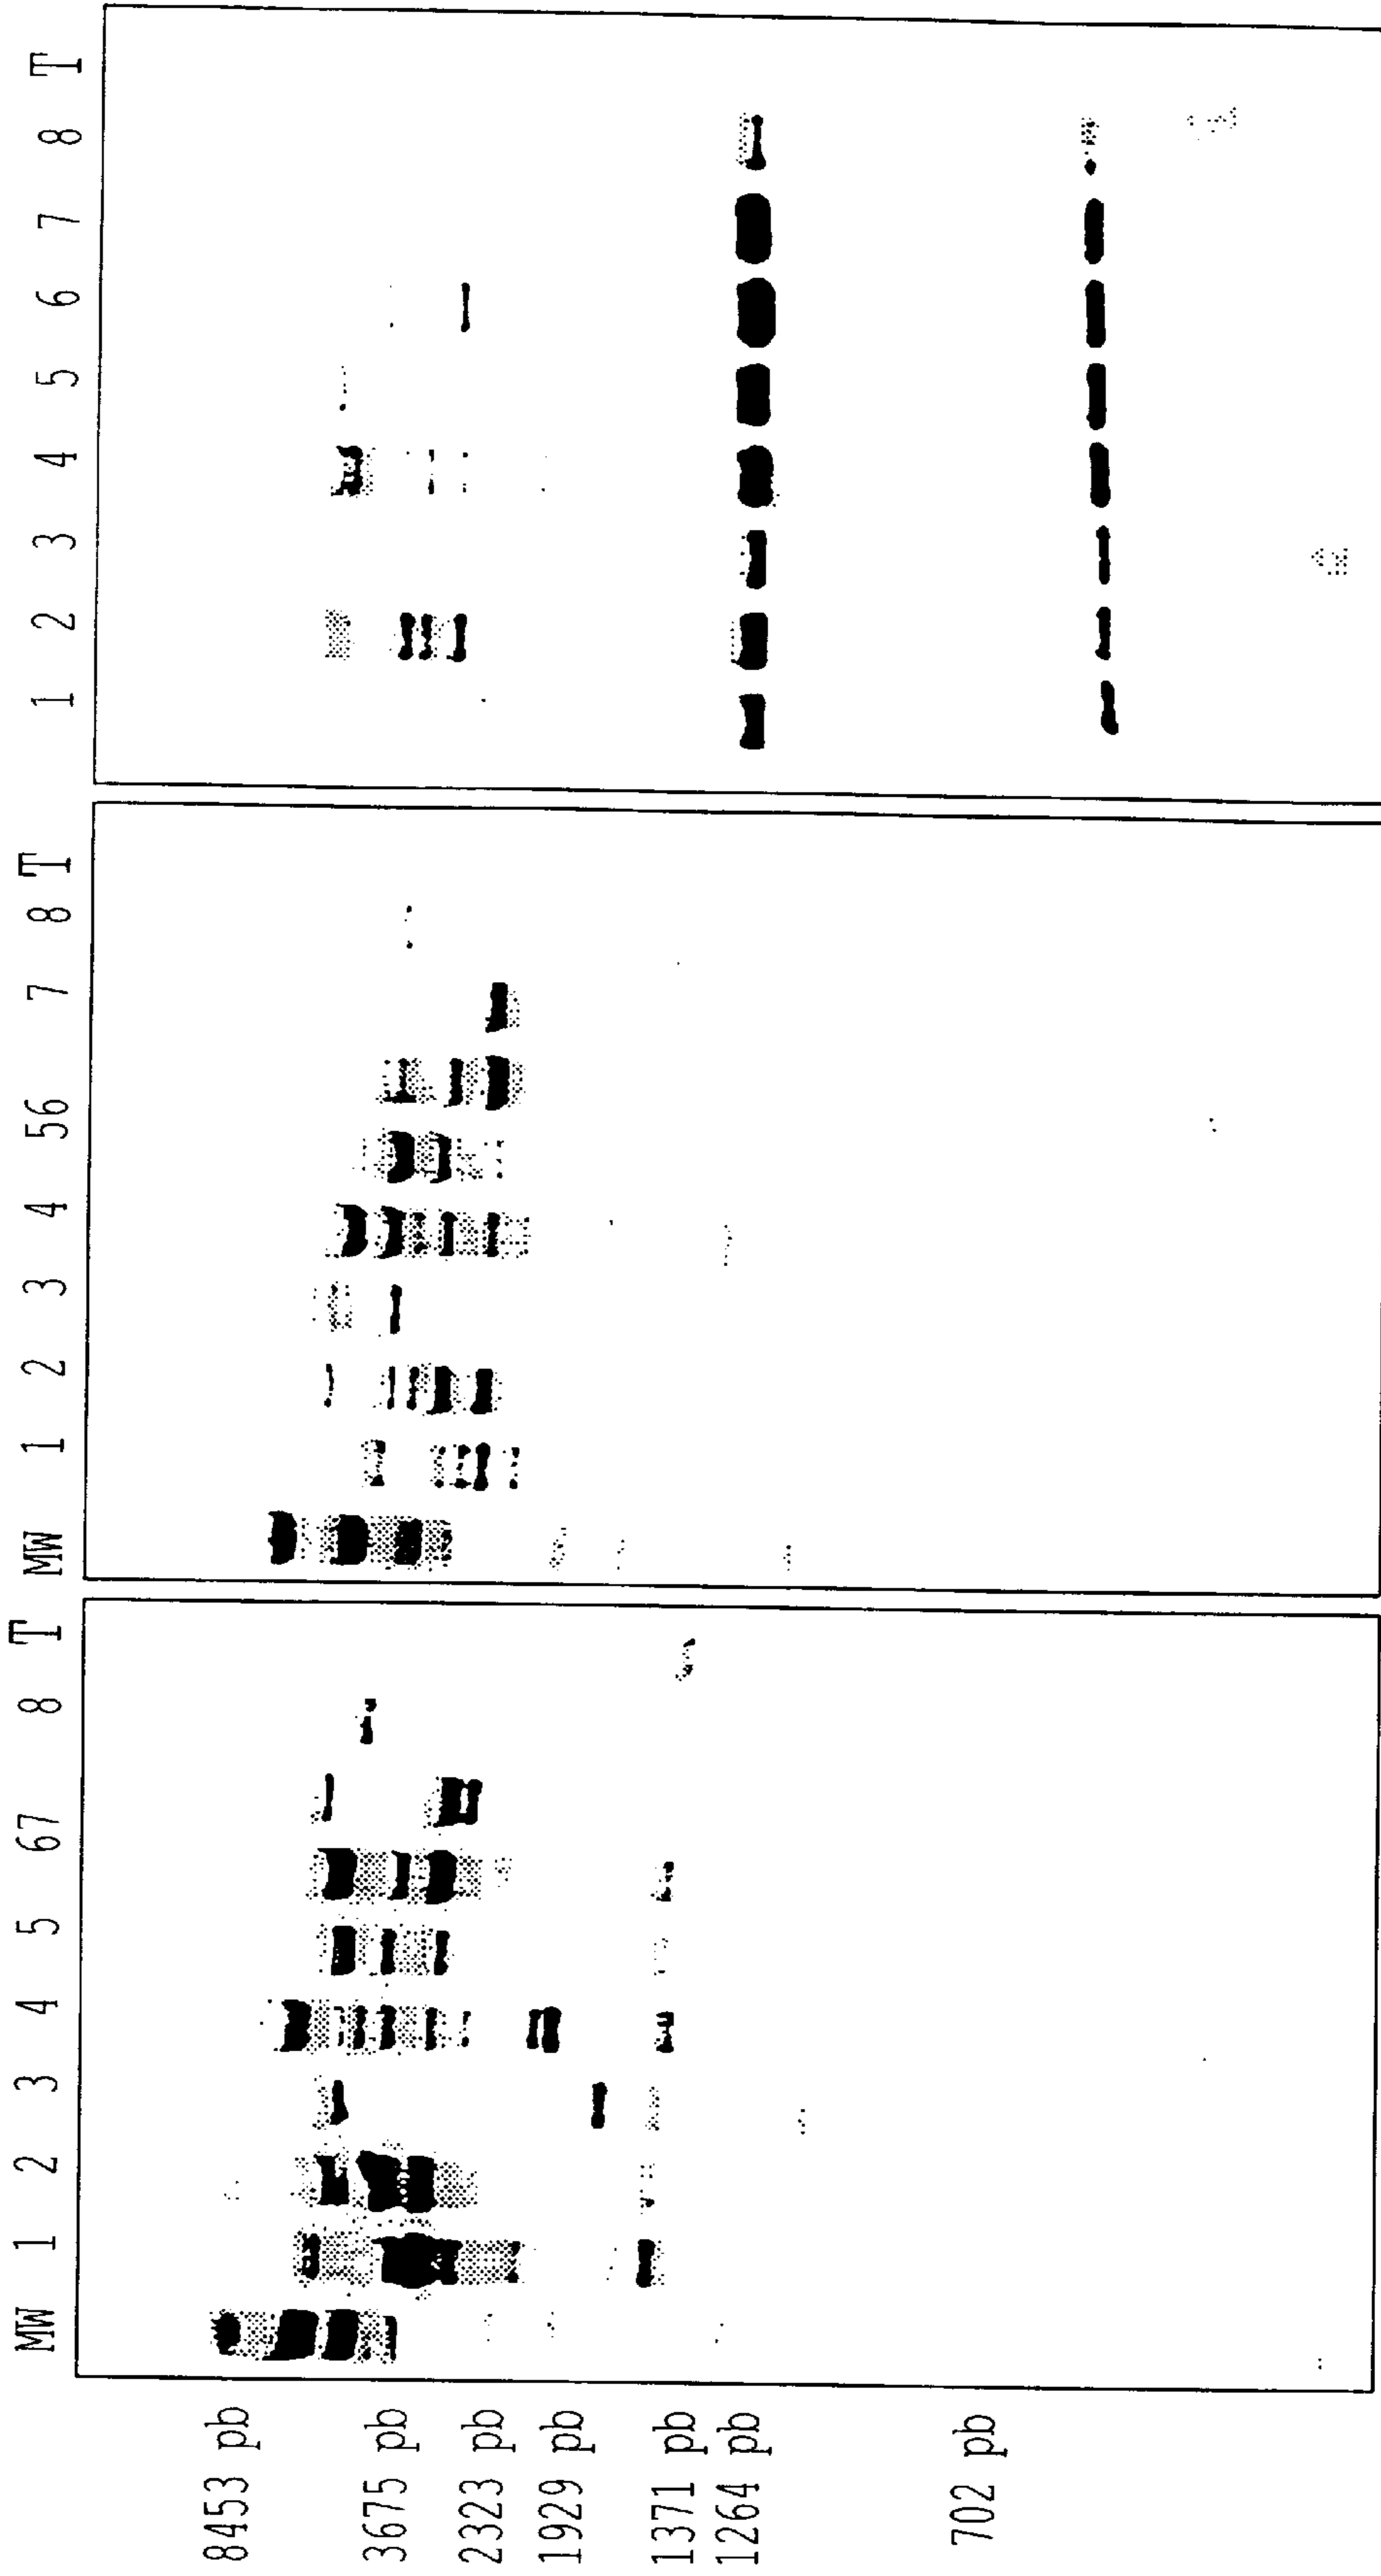 MW 1 2 3 4 5 67 8 T
MW 1 2 3 4 56 7 8 T
1 2 3 4 5 6 7 8 T
8453 pb
3675 pb
2323 pb
1929 pb
1371 pb
1264 pb
702 pb